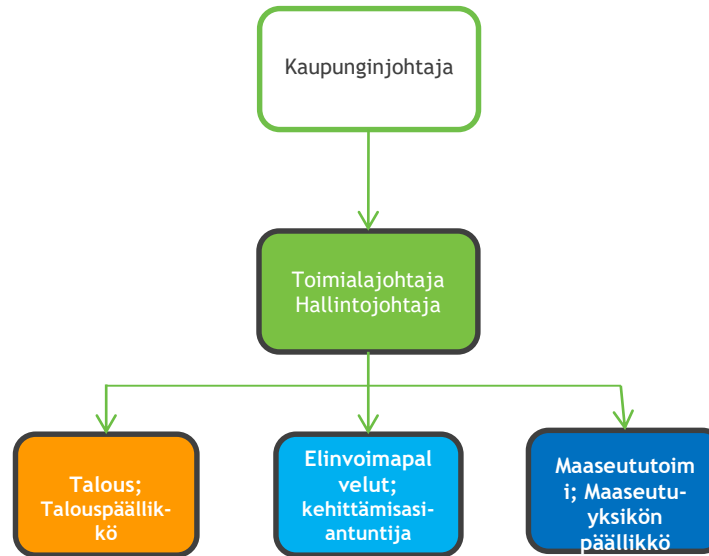 Kaupunginjohtaja
Toimialajohtaja
Hallintojohtaja
Talous;
Talouspäällik-
kö
Elinvoimapal
velut;
kehittämisasi-
antuntija
Maaseututoim
i; Maaseutu-
yksikön
päällikkö